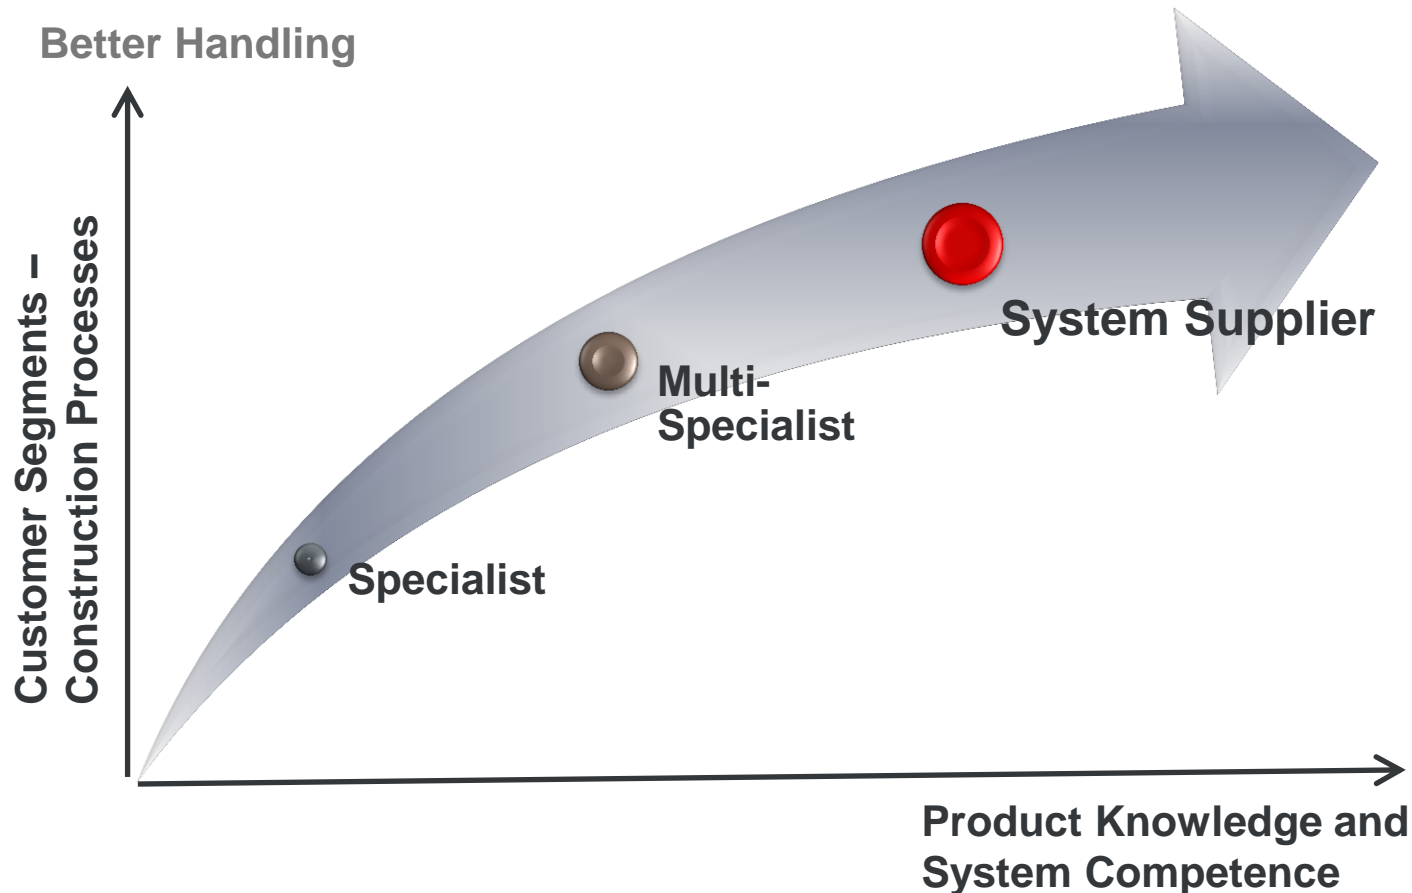 Better Handling
Customer Segments –
Construction Processes
System Supplier
Multi-
Specialist
Specialist
Product Knowledge and
System Competence